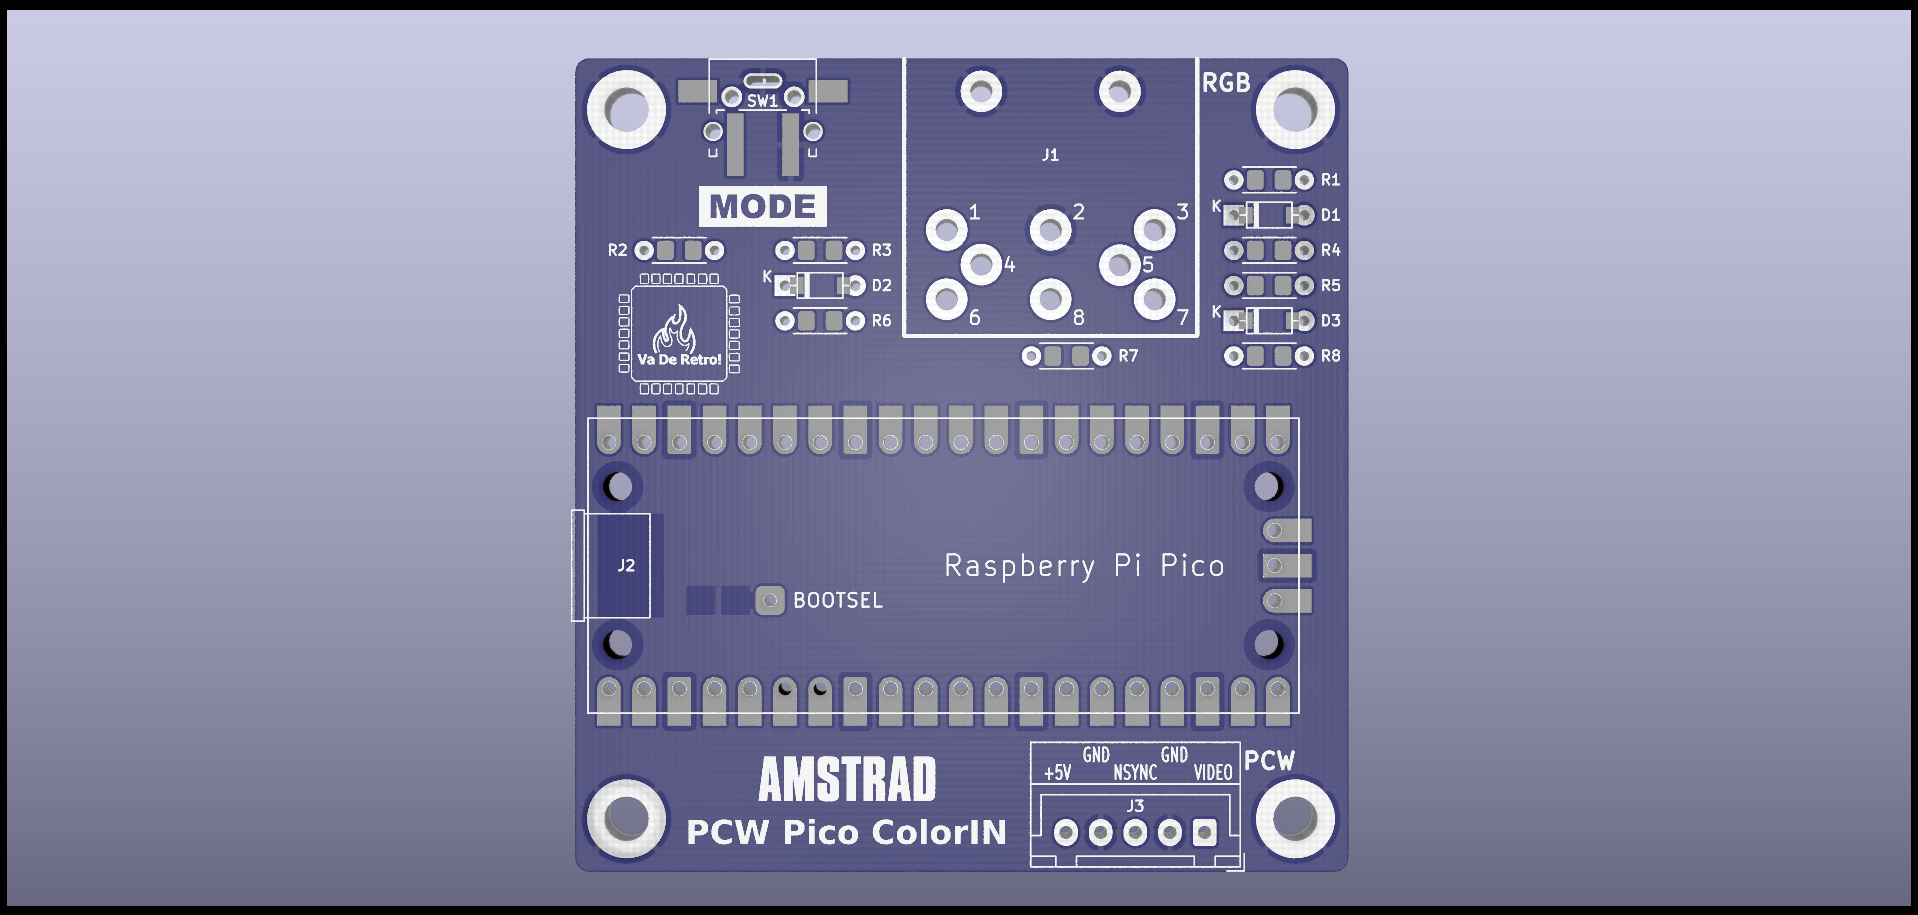 RGB
SW1
J1
R1
MODE
K D1
1 2 3
R2
R3
R4
4 5
K D2
R5
6 8 7
R6
K D3
Va De Retro!
R7
R8
J2
Raspberry Pi Pico
BOOTSEL
AMSTRAD
PCW Pico ColorIN
GND GND
+5V NSYNC VIDEO
PCW
J3